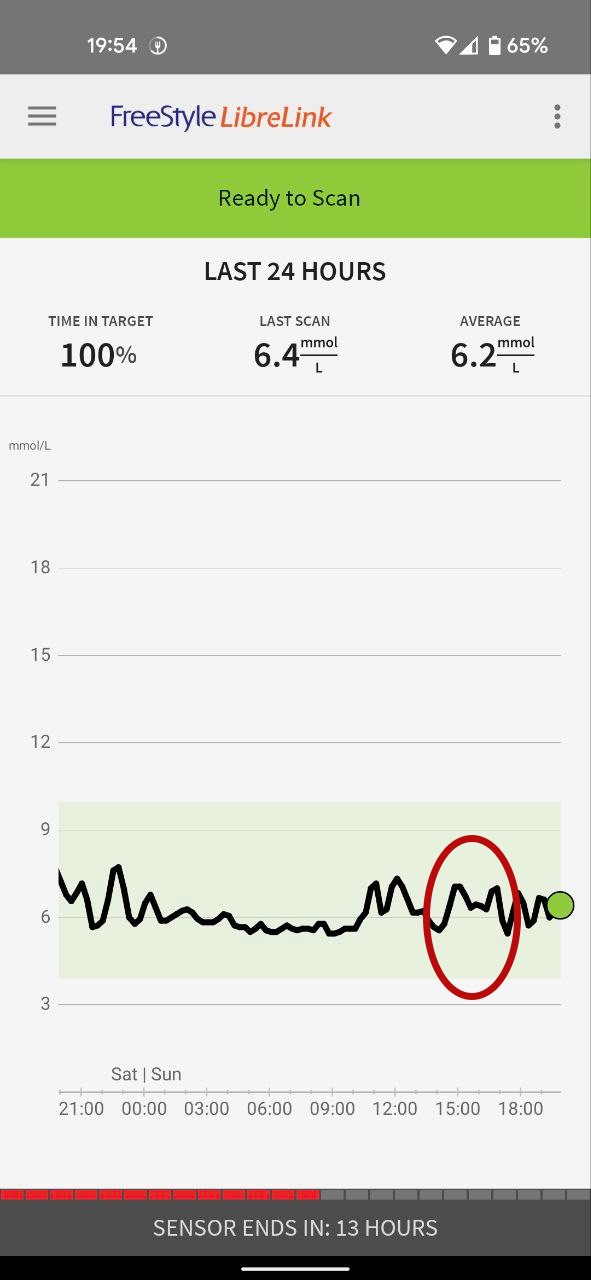 19:54 65%
FreeStyle LibreLink
Ready to Scan
LAST 24 HOURS
TIME IN TARGET LAST SCAN AVERAGE
100% 6.4 mmol/L 6.2 mmol/L
mmol/L
21
18
15
12
9
6
3
Sat | Sun
21:00 00:00 03:00 06:00 09:00 12:00 15:00 18:00
SENSOR ENDS IN: 13 HOURS